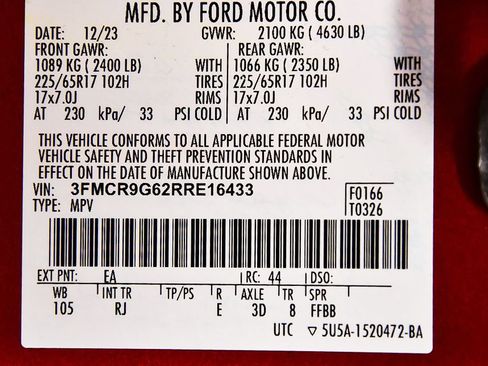 MFD. BY FORD MOTOR CO.
DATE: 12/23 GVWR: 2100 KG ( 4630 LB)
FRONT GAWR: REAR GAWR:
1089 KG ( 2400 LB) WITH 1066 KG ( 2350 LB) WITH
225/65R17 102H TIRES 225/65R17 102H TIRES
17x7.0J RIMS 17x7.0J RIMS
AT 230 kPa/ 33 PSI COLD AT 230 kPa/ 33 PSI COLD
THIS VEHICLE CONFORMS TO ALL APPLICABLE FEDERAL MOTOR
VEHICLE SAFETY AND THEFT PREVENTION STANDARDS IN
EFFECT ON THE DATE OF MANUFACTURE SHOWN ABOVE.
VIN: 3FMCR9G62RRE16433 F0166
TYPE: MPV T0326
EXT PNT: EA RC: 44 DSO:
WB INT TR TP/PS R AXLE TR SPR
105 RJ E 3D 8 FFBB
UTC ▽ 5U5A-1520472-BA